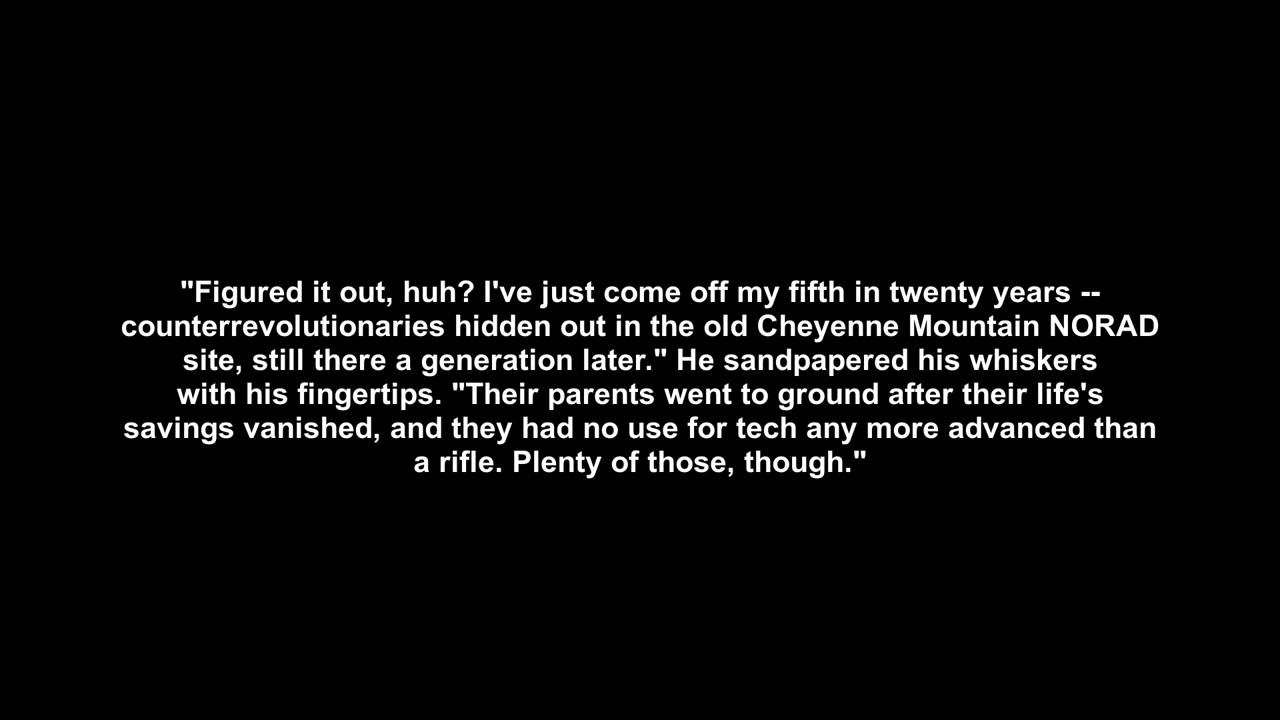 "Figured it out, huh? I've just come off my fifth in twenty years --
counterrevolutionaries hidden out in the old Cheyenne Mountain NORAD
site, still there a generation later." He sandpapered his whiskers
with his fingertips. "Their parents went to ground after their life's
savings vanished, and they had no use for tech any more advanced than
a rifle. Plenty of those, though."